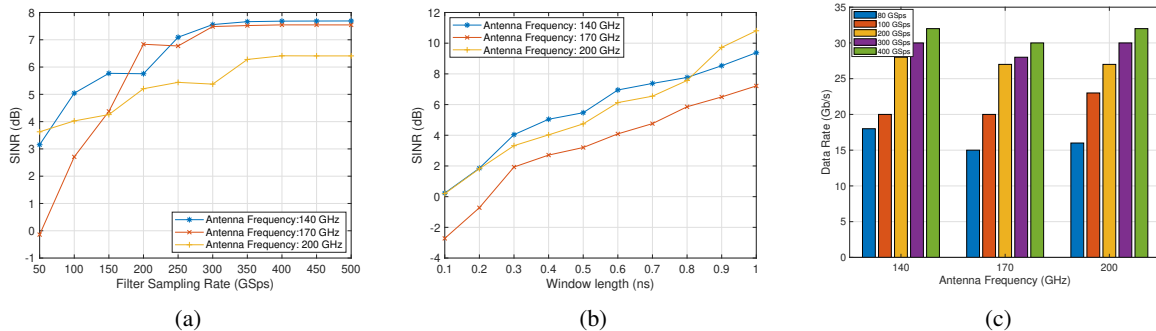 8
7
6
5
4
3
2
1
0
-1
SINR (dB)
Antenna Frequency:140 GHz
Antenna Frequency:170 GHz
Antenna Frequency: 200 GHz
50 100 150 200 250 300 350 400 450 500
Filter Sampling Rate (GSps)
(a)
12
10
8
6
4
2
0
-2
-4
SINR (dB)
Antenna Frequency: 140 GHz
Antenna Frequency: 170 GHz
Antenna Frequency: 200 GHz
0.1 0.2 0.3 0.4 0.5 0.6 0.7 0.8 0.9 1
Window length (ns)
(b)
35
30
25
20
15
10
5
0
Data Rate (Gb/s)
80 GSps
100 GSps
200 GSps
300 GSps
400 GSps
140 170 200
Antenna Frequency (GHz)
(c)